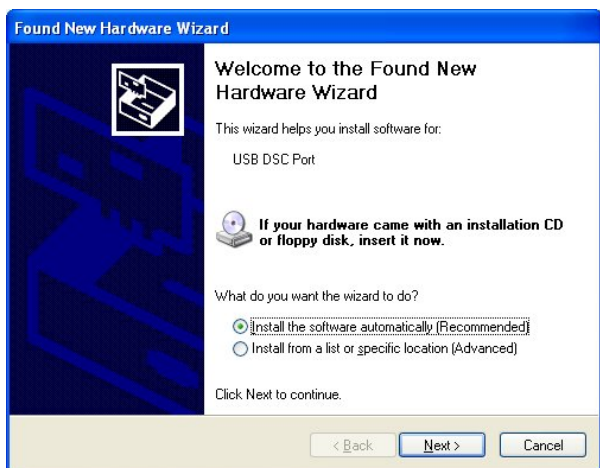 Found New Hardware Wizard
Welcome to the Found New
Hardware Wizard
This wizard helps you install software for:
USB DSC Port
If your hardware came with an installation CD
or floppy disk, insert it now.
What do you want the wizard to do?
Install the software automatically (Recommended)
Install from a list or specific location (Advanced)
Click Next to continue.
< Back Next > Cancel